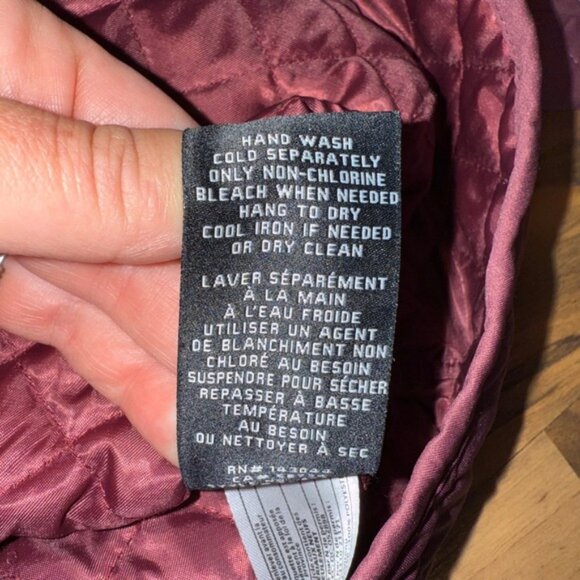 HAND WASH
COLD SEPARATELY
ONLY NON-CHLORINE
BLEACH WHEN NEEDED
HANG TO DRY
COOL IRON IF NEEDED
OR DRY CLEAN
LAVER SÉPARÉMENT
À LA MAIN
À L'EAU FROIDE
UTILISER UN AGENT
DE BLANCHIMENT NON
CHLORÉ AU BESOIN
SUSPENDRE POUR SÉCHER
REPASSER À BASSE
TEMPÉRATURE
AU BESOIN
OU NETTOYER À SEC
RN# 143044